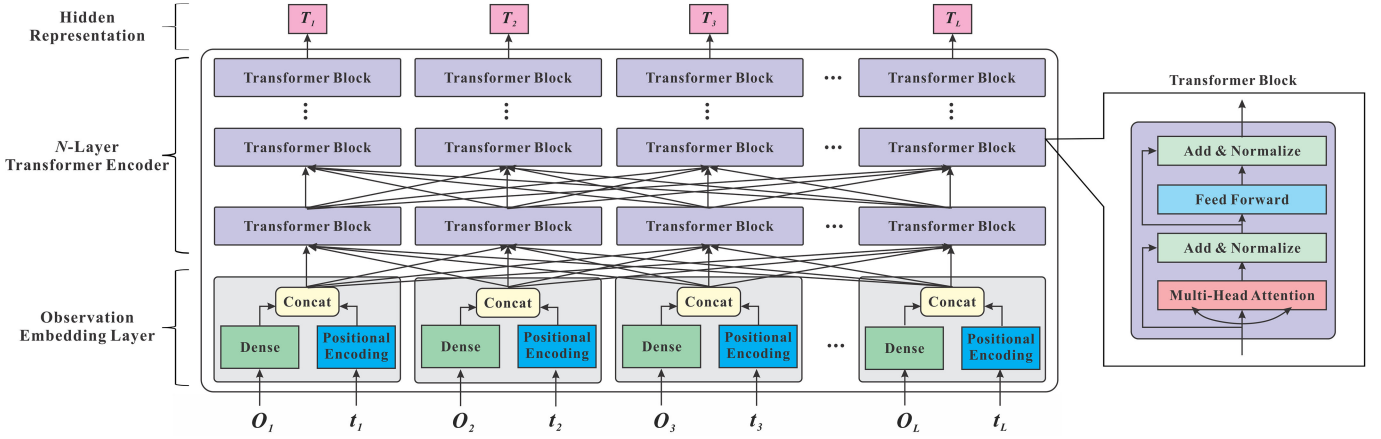 Hidden
Representation
T1 T2 T3 TL
Transformer Block Transformer Block Transformer Block ... Transformer Block
N-Layer
Transformer Encoder
Transformer Block Transformer Block Transformer Block ... Transformer Block
Transformer Block Transformer Block Transformer Block ... Transformer Block
Observation
Embedding Layer
Concat Concat Concat Concat
Dense Positional Encoding Dense Positional Encoding Dense Positional Encoding ... Dense Positional Encoding
O1 t1 O2 t2 O3 t3 OL tL
Transformer Block
Add & Normalize
Feed Forward
Add & Normalize
Multi-Head Attention